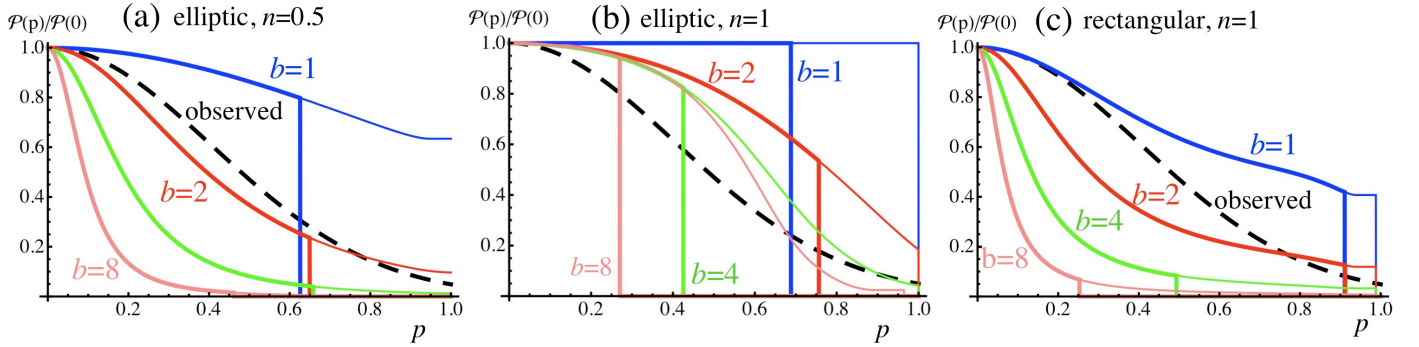 𝒫(p)/𝒫(0) (a) elliptic, n=0.5
1.0
0.8
0.6
0.4
0.2
b=1
observed
b=2
b=8
0.2 0.4 0.6 0.8 1.0
p
𝒫(p)/𝒫(0) (b) elliptic, n=1
1.0
0.8
0.6
0.4
0.2
b=2
b=1
b=8
b=4
0.2 0.4 0.6 0.8 1.0
p
𝒫(p)/𝒫(0) (c) rectangular, n=1
1.0
0.8
0.6
0.4
0.2
b=1
b=2
observed
b=4
b=8
0.2 0.4 0.6 0.8 1.0
p